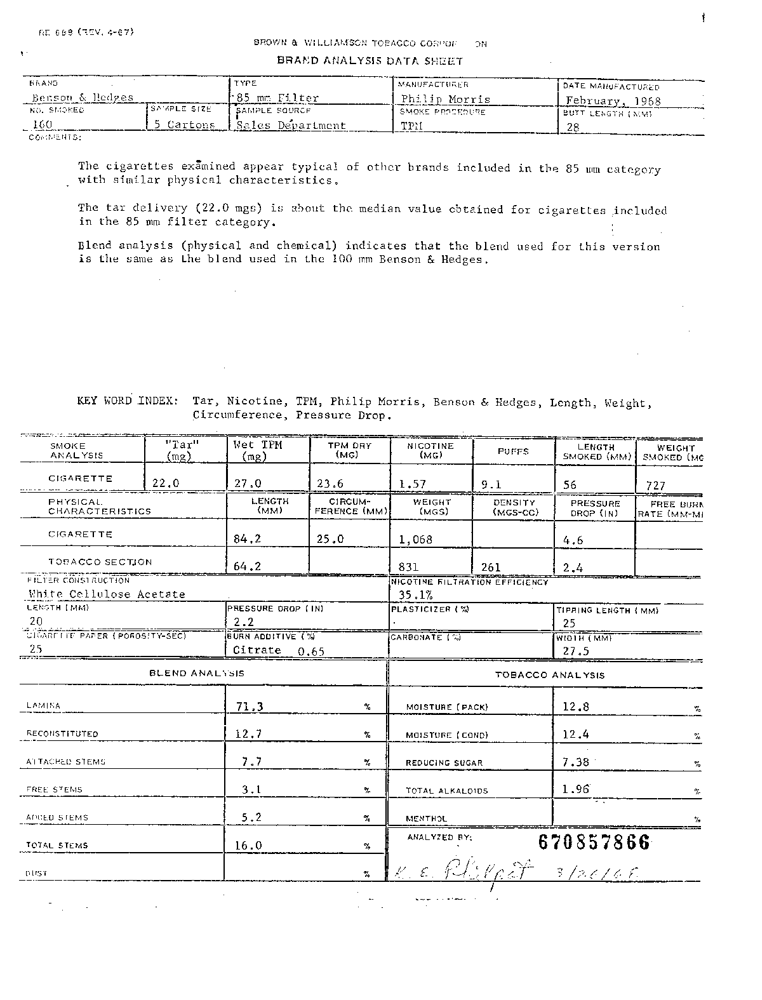 RE 668 (REV. 4-67)
BROWN & WILLIAMSON TOBACCO
BRAND ANALYSIS DATA SHEET
BRAND TYPE MANUFACTURER DATE MANUFACTURED
Benson & Hedges 85 mm Filter Philip Morris February, 1968
NO. SMOKED SAMPLE SIZE SAMPLE SOURCE SMOKE PROCEDURE BUTT LENGTH (MM)
160 5 Cartons Sales Department TPM 28
COMMENTS:
The cigarettes examined appear typical of other brands included in the 85 mm category
with similar physical characteristics.
The tar delivery (22.0 mgs) is about the median value obtained for cigarettes included
in the 85 mm filter category.
Blend analysis (physical and chemical) indicates that the blend used for this version
is the same as the blend used in the 100 mm Benson & Hedges.
KEY WORD INDEX: Tar, Nicotine, TPM, Philip Morris, Benson & Hedges, Length, Weight,
Circumference, Pressure Drop.
SMOKE "Tar" Wet TPM TPM DRY NICOTINE PUFFS LENGTH WEIGHT
ANALYSIS (mg) (mg) (MG) (MG) SMOKED (MM) SMOKED (MG
CIGARETTE 22.0 27.0 23.6 1.57 9.1 56 727
PHYSICAL LENGTH CIRCUM- WEIGHT DENSITY PRESSURE FREE BURN
CHARACTERISTICS (MM) FERENCE (MM) (MGS) (MGS-CC) DROP (IN) RATE (MM-MI
CIGARETTE 84.2 25.0 1,068 4.6
TOBACCO SECTION 64.2 831 261 2.4
FILTER CONSTRUCTION NICOTINE FILTRATION EFFICIENCY
White Cellulose Acetate 35.1%
LENGTH (MM) PRESSURE DROP (IN) PLASTICIZER (%) TIPPING LENGTH (MM)
20 2.2 25
CIGARETTE PAPER (POROSITY-SEC) BURN ADDITIVE (%) CARBONATE (%) WIDTH (MM)
25 Citrate 0.65 27.5
BLEND ANALYSIS TOBACCO ANALYSIS
LAMINA 71.3 % MOISTURE (PACK) 12.8 %
RECONSTITUTED 12.7 % MOISTURE (COND) 12.4 %
ATTACHED STEMS 7.7 % REDUCING SUGAR 7.38 %
FREE STEMS 3.1 % TOTAL ALKALOIDS 1.96 %
ADDED STEMS 5.2 % MENTHOL %
TOTAL STEMS 16.0 % ANALYZED BY: 670857866
DUST %